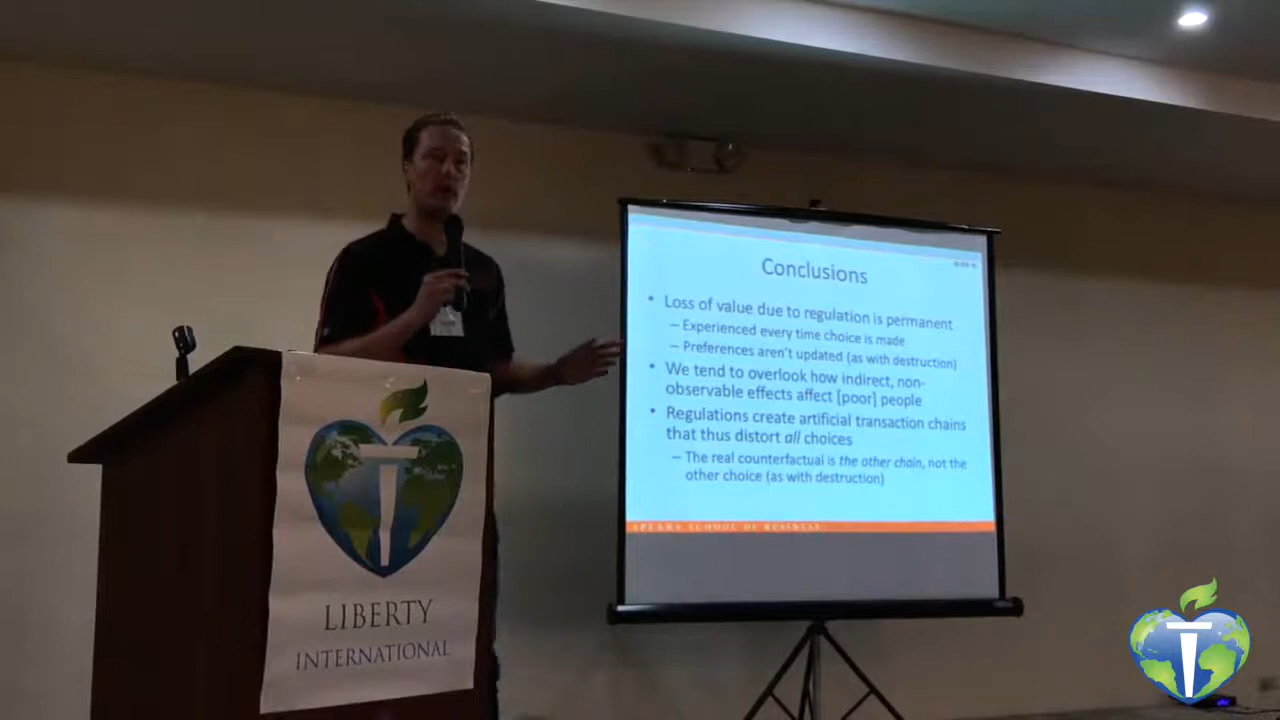 Conclusions
• Loss of value due to regulation is permanent
– Experienced every time choice is made
– Preferences aren't updated (as with destruction)
• We tend to overlook how indirect, non-
observable effects affect [poor] people
• Regulations create artificial transaction chains
that thus distort all choices
– The real counterfactual is the other chain, not the
other choice (as with destruction)
SPEARS SCHOOL OF BUSINESS
LIBERTY
INTERNATIONAL